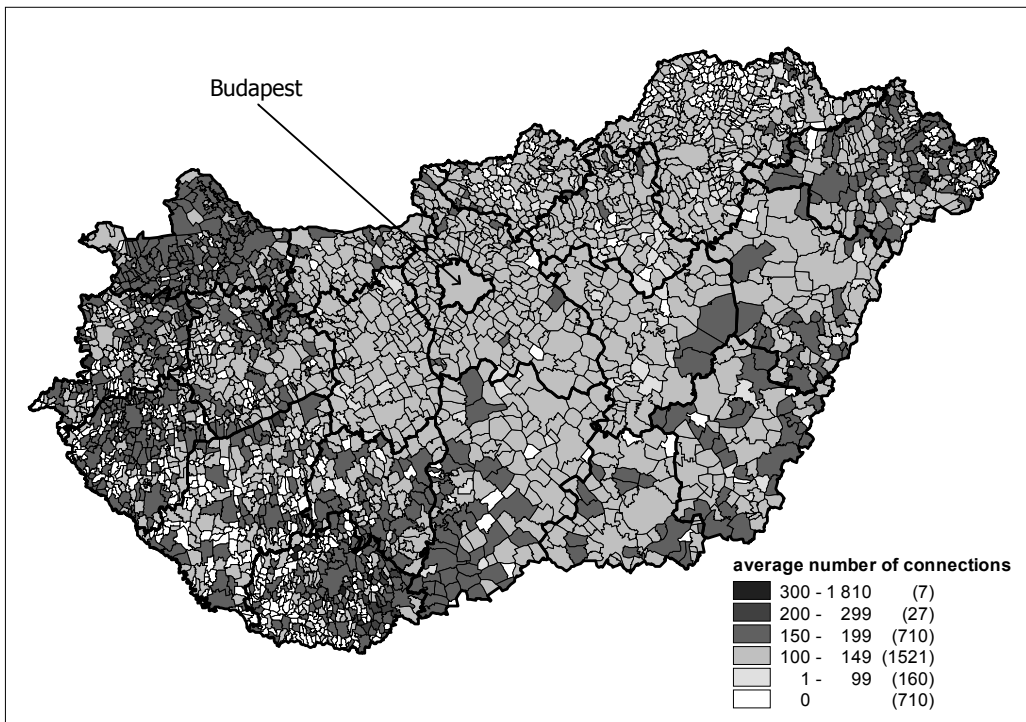 Budapest
average number of connections
300 - 1 810 (7)
200 - 299 (27)
150 - 199 (710)
100 - 149 (1521)
1 - 99 (160)
0 (710)